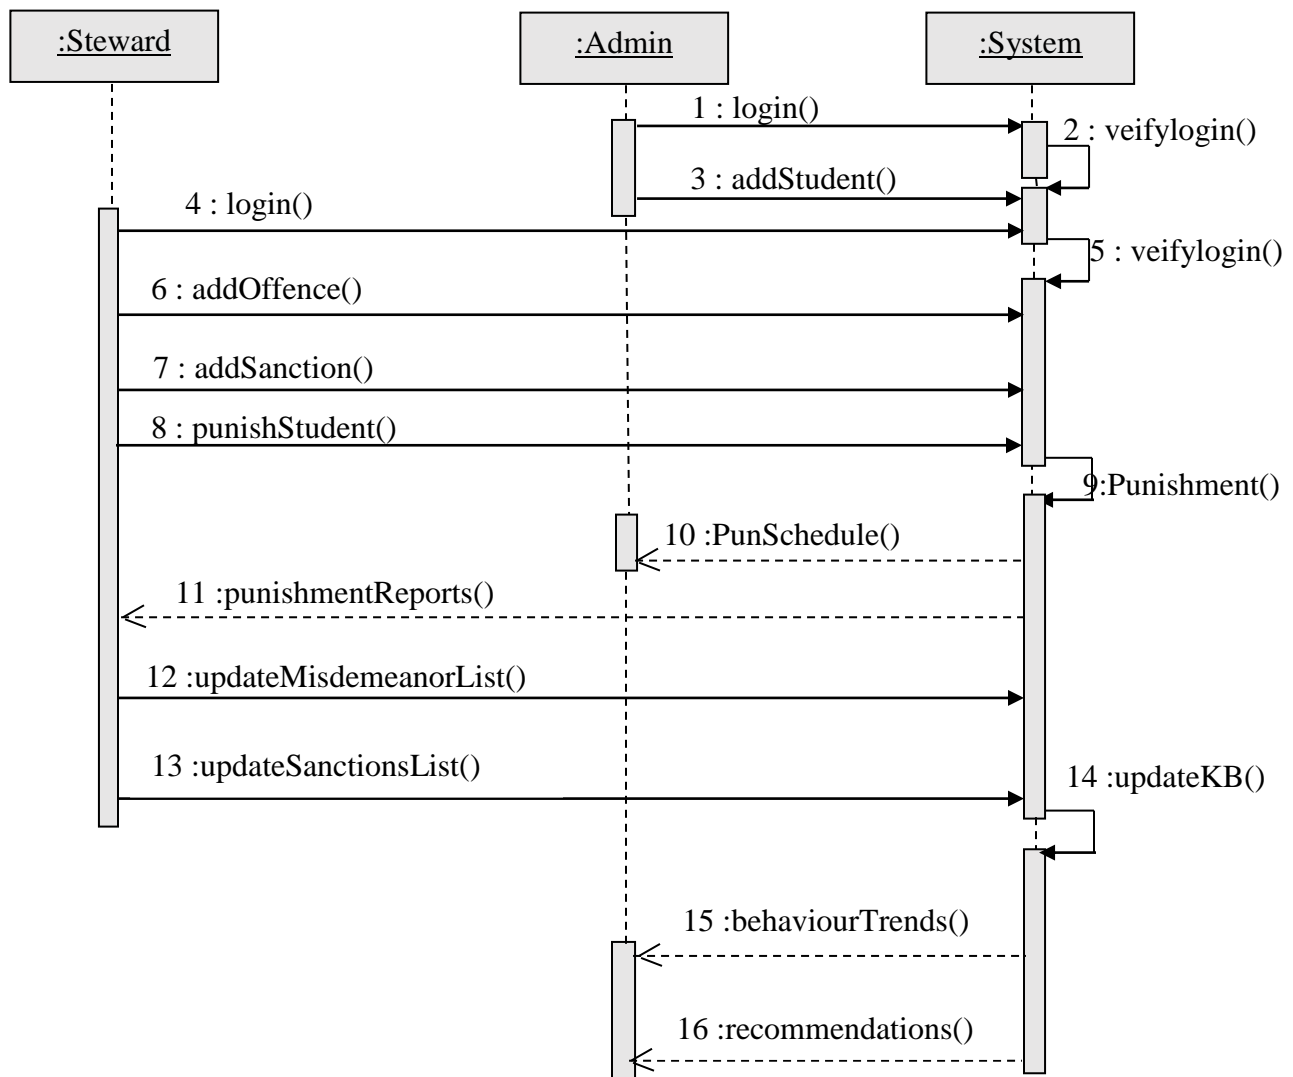 :Steward
:Admin
:System
1 : login()
2 : veifylogin()
3 : addStudent()
4 : login()
5 : veifylogin()
6 : addOffence()
7 : addSanction()
8 : punishStudent()
9:Punishment()
10 :PunSchedule()
11 :punishmentReports()
12 :updateMisdemeanorList()
13 :updateSanctionsList()
14 :updateKB()
15 :behaviourTrends()
16 :recommendations()